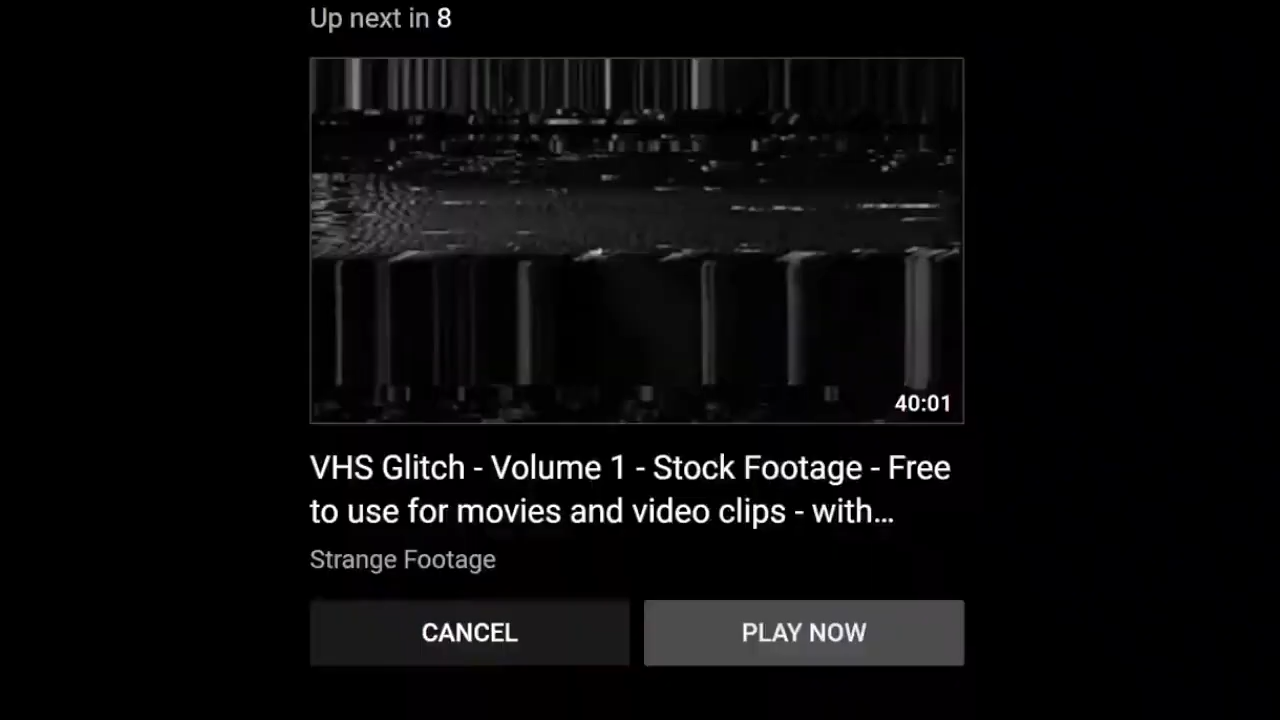 Up next in 8
40:01
VHS Glitch - Volume 1 - Stock Footage - Free
to use for movies and video clips - with...
Strange Footage
CANCEL
PLAY NOW